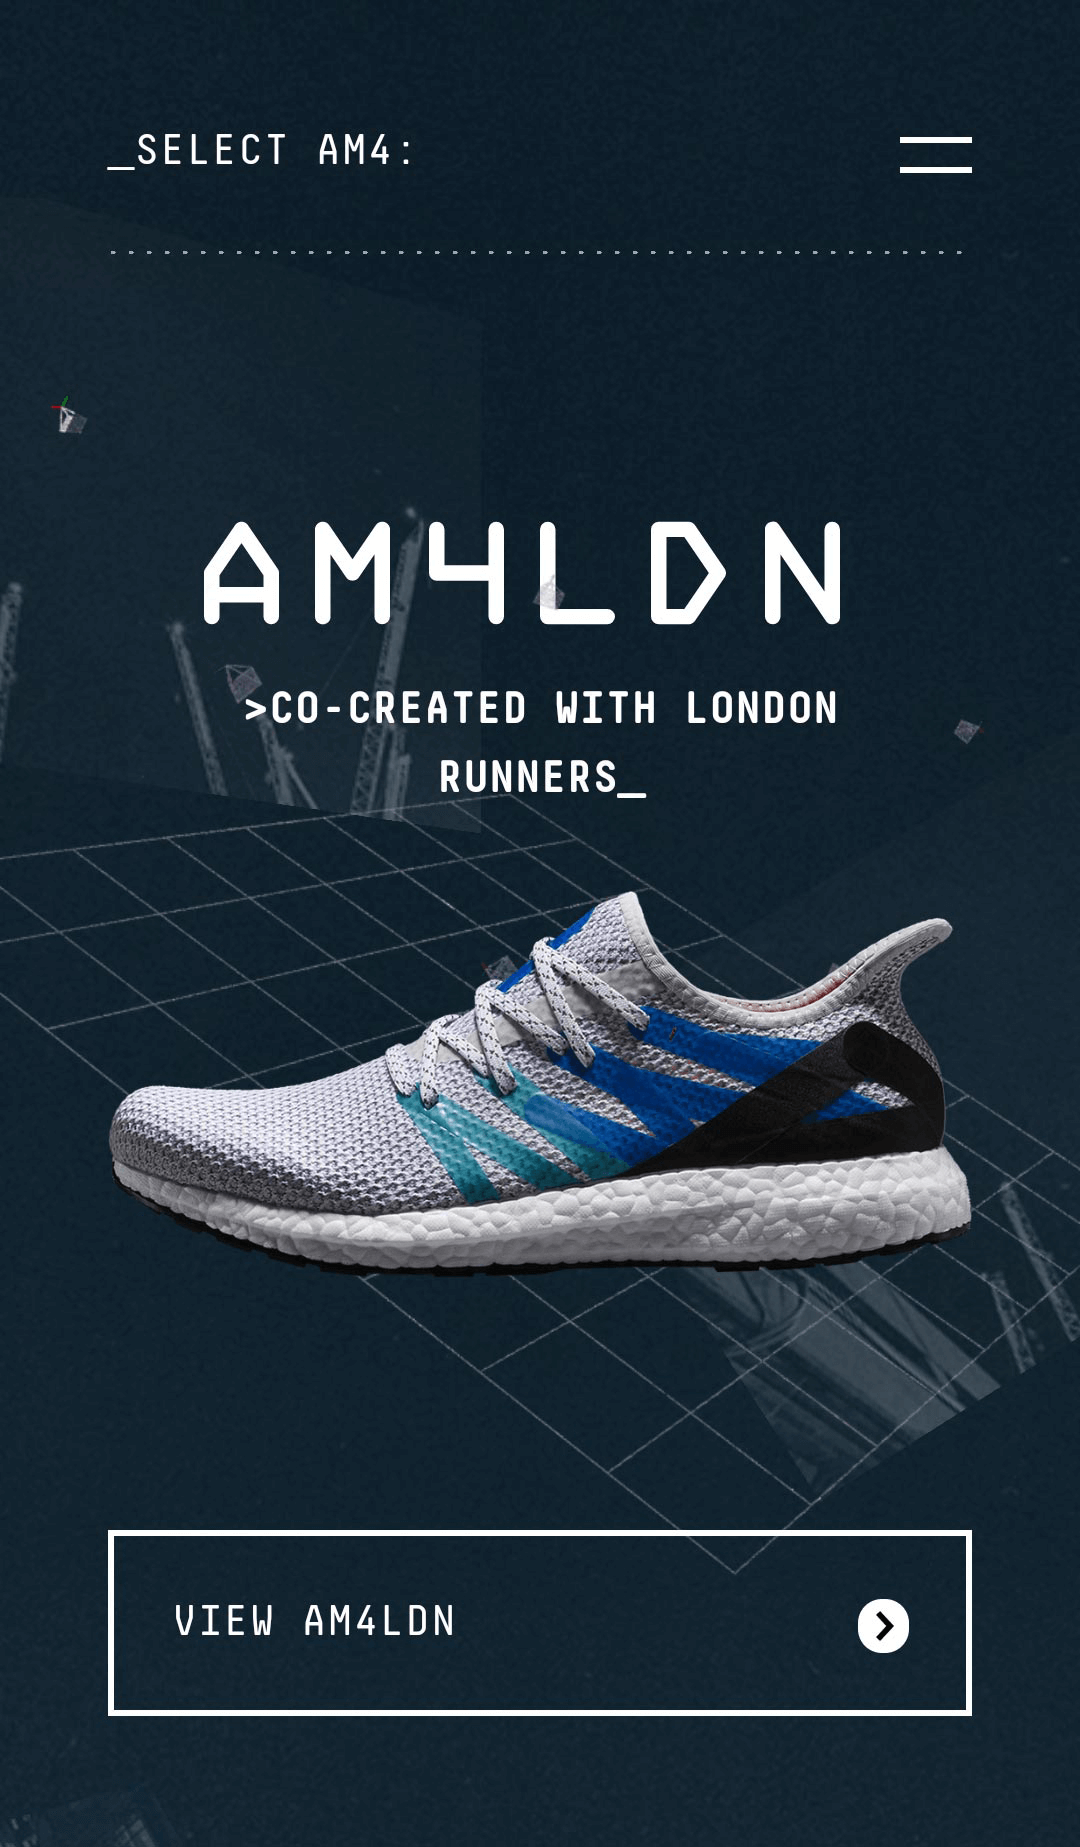 _SELECT AM4:
AM4LDN
>CO-CREATED WITH LONDON
RUNNERS_
VIEW AM4LDN